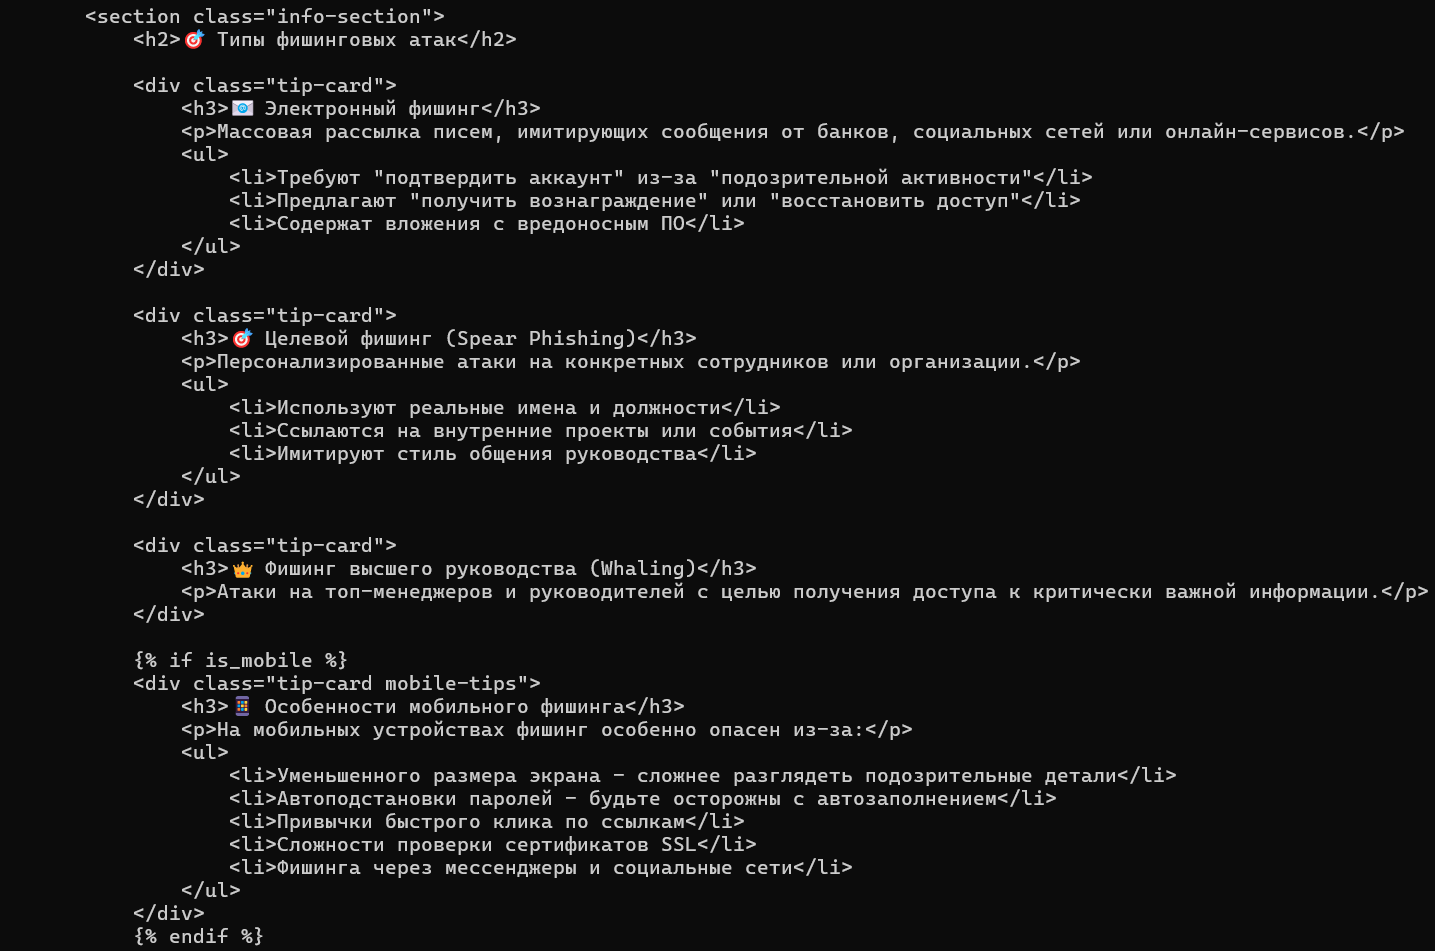 <section class="info-section">
<h2>🎯 Типы фишинговых атак</h2>
<div class="tip-card">
<h3>📧 Электронный фишинг</h3>
<p>Массовая рассылка писем, имитирующих сообщения от банков, социальных сетей или онлайн-сервисов.</p>
<ul>
<li>Требуют "подтвердить аккаунт" из-за "подозрительной активности"</li>
<li>Предлагают "получить вознаграждение" или "восстановить доступ"</li>
<li>Содержат вложения с вредоносным ПО</li>
</ul>
</div>
<div class="tip-card">
<h3>🎯 Целевой фишинг (Spear Phishing)</h3>
<p>Персонализированные атаки на конкретных сотрудников или организации.</p>
<ul>
<li>Используют реальные имена и должности</li>
<li>Ссылаются на внутренние проекты или события</li>
<li>Имитируют стиль общения руководства</li>
</ul>
</div>
<div class="tip-card">
<h3>👑 Фишинг высшего руководства (Whaling)</h3>
<p>Атаки на топ-менеджеров и руководителей с целью получения доступа к критически важной информации.</p>
</div>
{% if is_mobile %}
<div class="tip-card mobile-tips">
<h3>📱 Особенности мобильного фишинга</h3>
<p>На мобильных устройствах фишинг особенно опасен из-за:</p>
<ul>
<li>Уменьшенного размера экрана - сложнее разглядеть подозрительные детали</li>
<li>Автоподстановки паролей - будьте осторожны с автозаполнением</li>
<li>Привычки быстрого клика по ссылкам</li>
<li>Сложности проверки сертификатов SSL</li>
<li>Фишинга через мессенджеры и социальные сети</li>
</ul>
</div>
{% endif %}